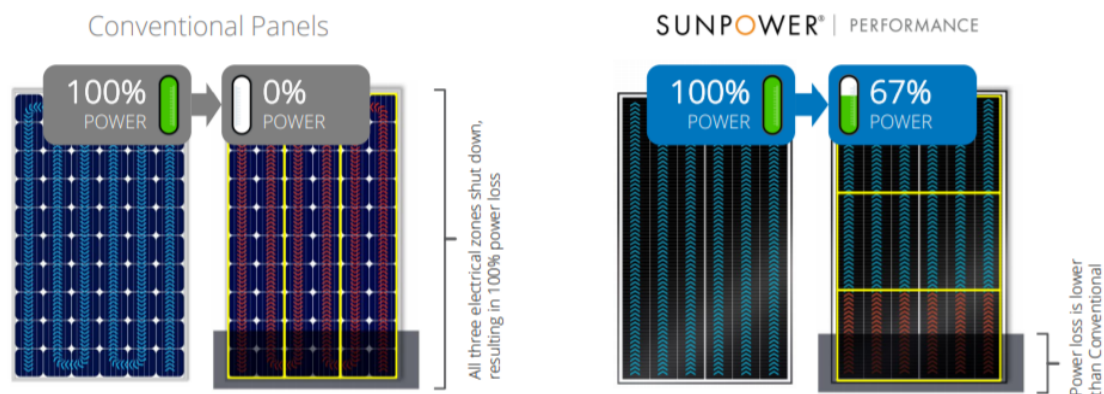 Conventional Panels
100%
POWER
0%
POWER
All three electrical zones shut down,
resulting in 100% power loss
SUNPOWER® | PERFORMANCE
100%
POWER
67%
POWER
Power loss is lower
than Conventional